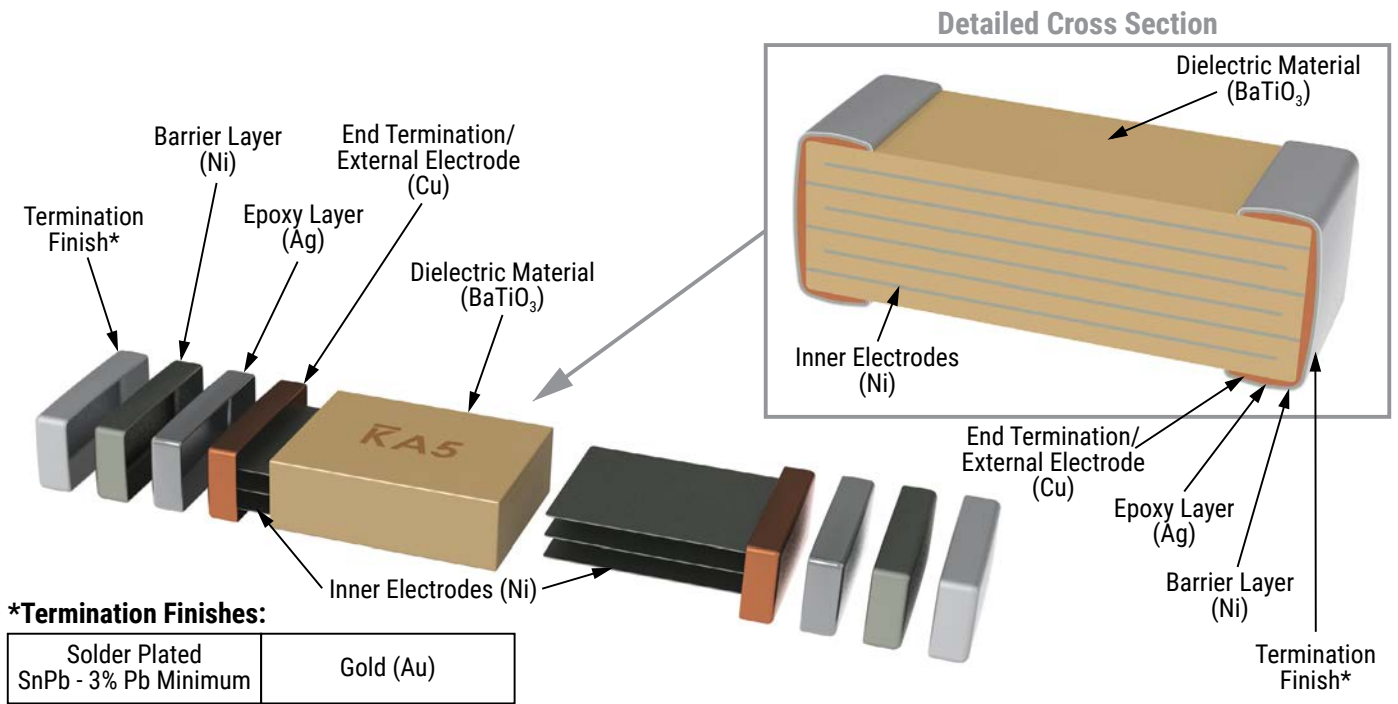 Detailed Cross Section
Dielectric Material
(BaTiO₃)
Inner Electrodes
(Ni)
End Termination/
External Electrode
(Cu)
Epoxy Layer
(Ag)
Barrier Layer
(Ni)
Termination
Finish*
Termination
Finish*
Barrier Layer
(Ni)
Epoxy Layer
(Ag)
End Termination/
External Electrode
(Cu)
Dielectric Material
(BaTiO₃)
KA5
Inner Electrodes (Ni)
*Termination Finishes:
Solder Plated
SnPb - 3% Pb Minimum
Gold (Au)